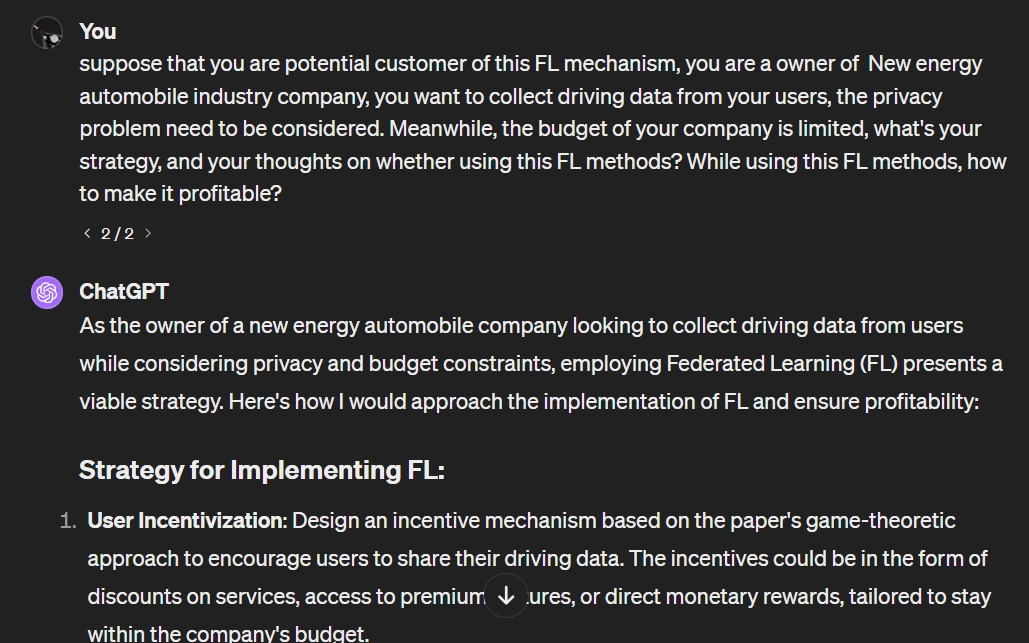 You
suppose that you are potential customer of this FL mechanism, you are a owner of  New energy
automobile industry company, you want to collect driving data from your users, the privacy
problem need to be considered. Meanwhile, the budget of your company is limited, what's your
strategy, and your thoughts on whether using this FL methods? While using this FL methods, how
to make it profitable?
< 2 / 2 >
ChatGPT
As the owner of a new energy automobile company looking to collect driving data from users
while considering privacy and budget constraints, employing Federated Learning (FL) presents a
viable strategy. Here's how I would approach the implementation of FL and ensure profitability:
Strategy for Implementing FL:
1. User Incentivization: Design an incentive mechanism based on the paper's game-theoretic
approach to encourage users to share their driving data. The incentives could be in the form of
discounts on services, access to premium or direct monetary rewards, tailored to stay
within the company's budget.